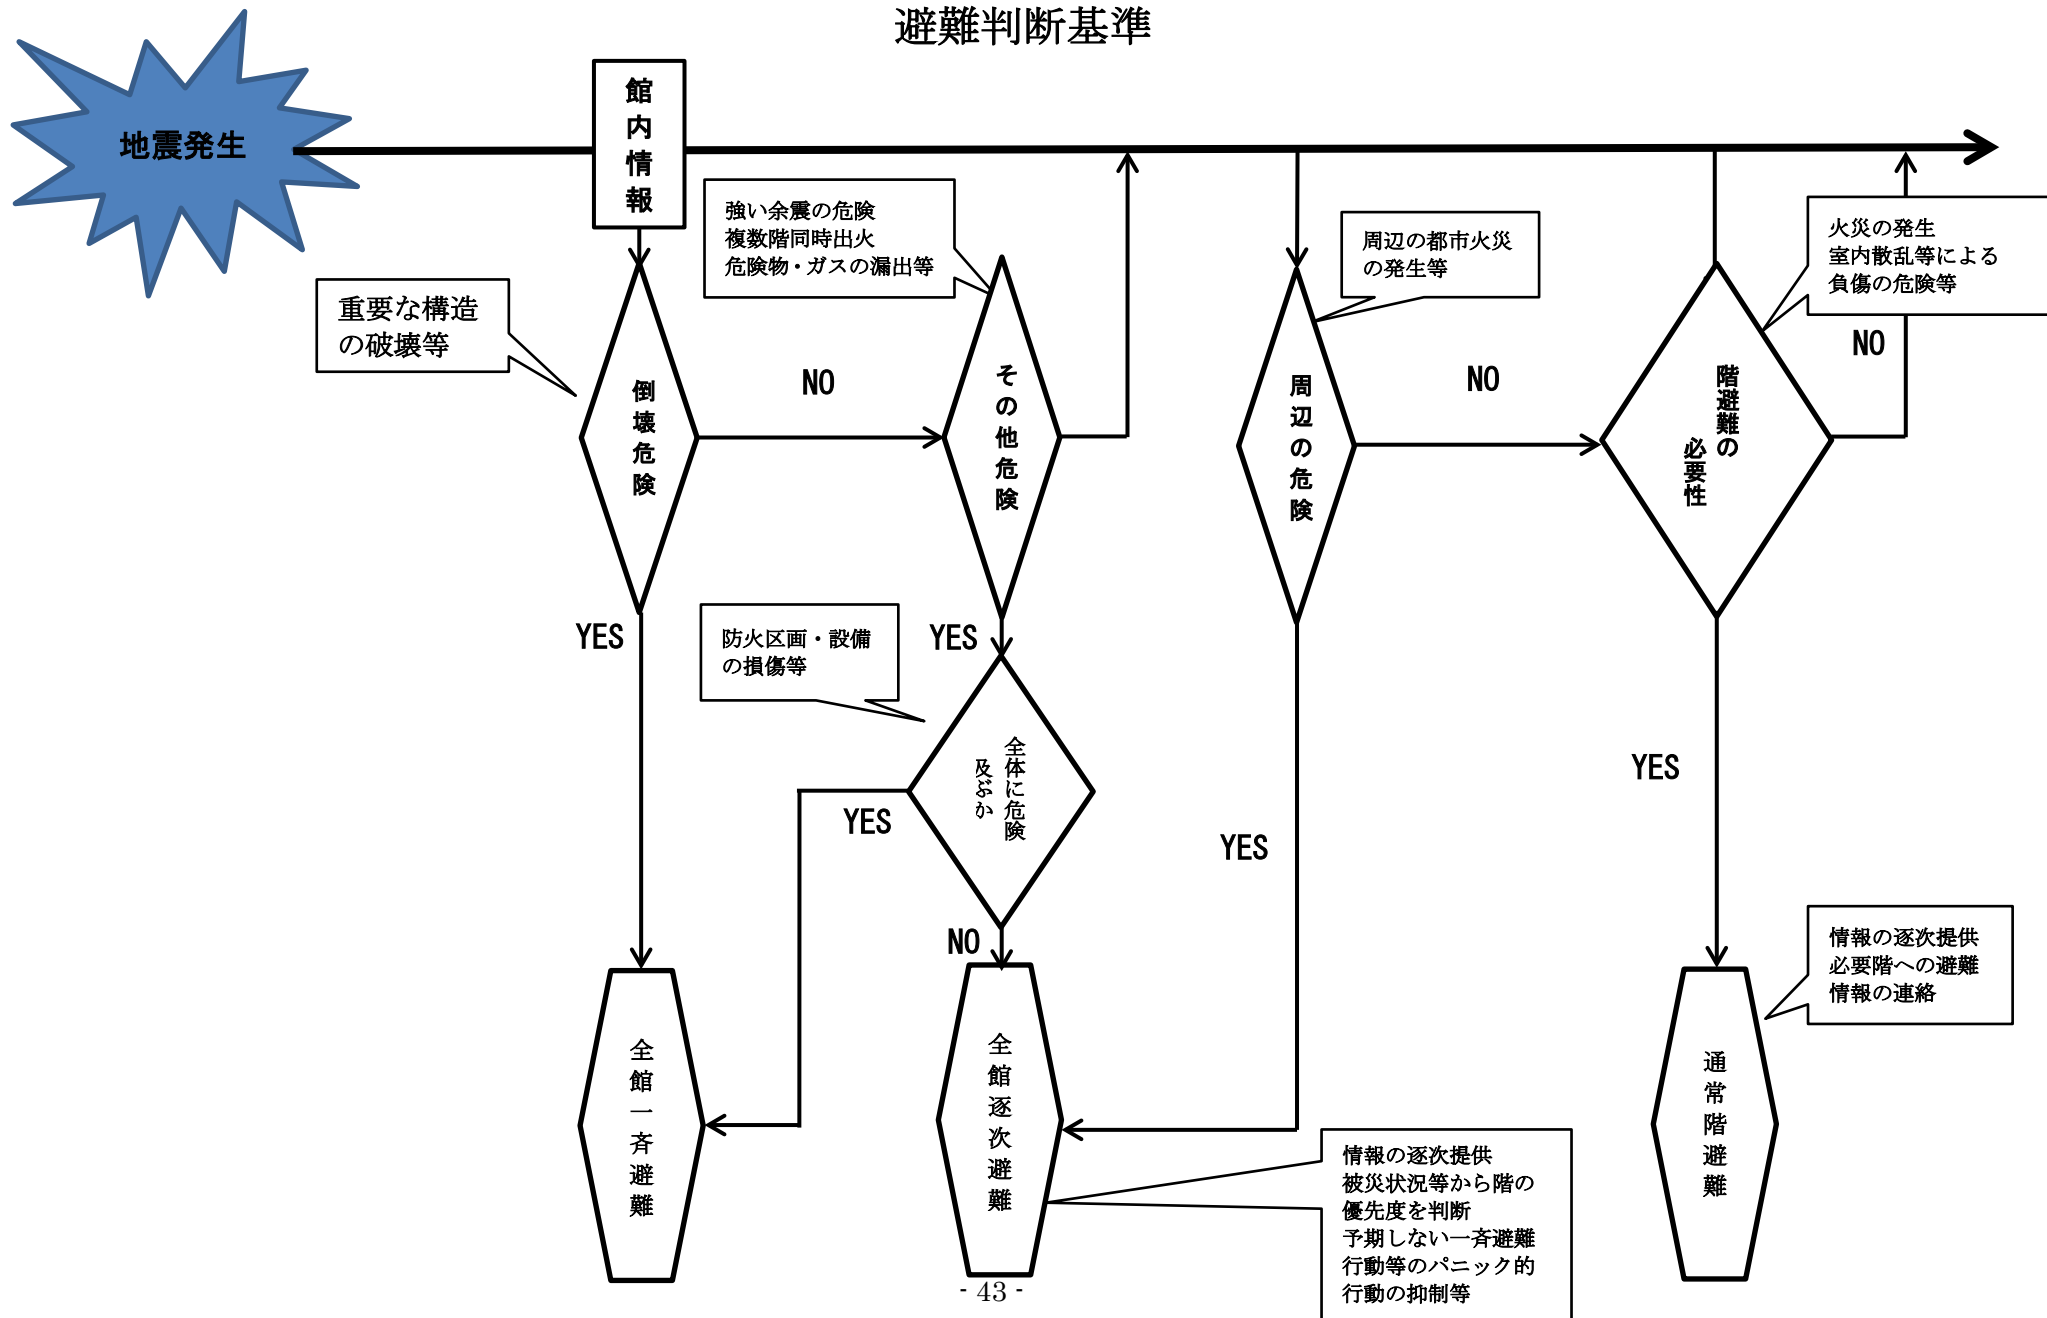 避難判断基準
地震発生
館内情報
強い余震の危険
複数階同時出火
危険物・ガスの漏出等
周辺の都市火災
の発生等
火災の発生
室内散乱等による
負傷の危険等
重要な構造
の破壊等
倒壊危険
NO
その他危険
周辺の危険
NO
階避難の
必要性
NO
YES
防火区画・設備
の損傷等
YES
全体に危険
及ぶか
YES
NO
YES
YES
情報の逐次提供
必要階への避難
情報の連絡
全館一斉避難
全館逐次避難
通常階避難
情報の逐次提供
被災状況等から階の
優先度を判断
予期しない一斉避難
行動等のパニック的
行動の抑制等
- 43 -